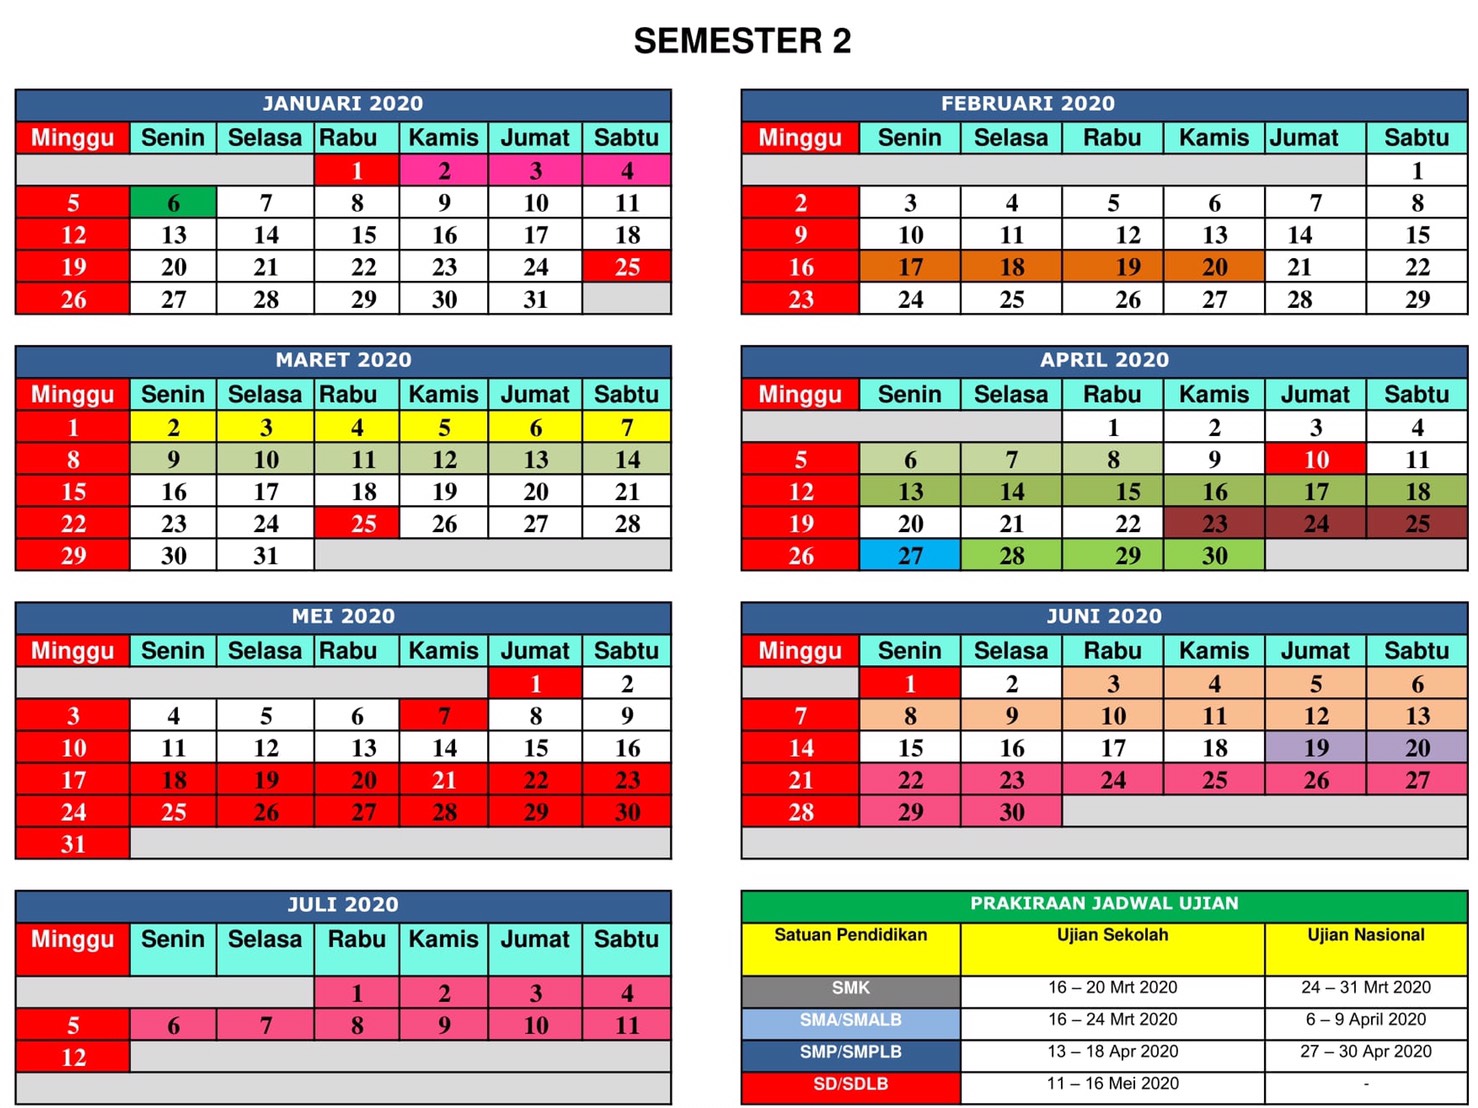 SEMESTER 2
JANUARI 2020
Minggu Senin Selasa Rabu Kamis Jumat Sabtu
1 2 3 4
5 6 7 8 9 10 11
12 13 14 15 16 17 18
19 20 21 22 23 24 25
26 27 28 29 30 31
FEBRUARI 2020
Minggu Senin Selasa Rabu Kamis Jumat Sabtu
1
2 3 4 5 6 7 8
9 10 11 12 13 14 15
16 17 18 19 20 21 22
23 24 25 26 27 28 29
MARET 2020
Minggu Senin Selasa Rabu Kamis Jumat Sabtu
1 2 3 4 5 6 7
8 9 10 11 12 13 14
15 16 17 18 19 20 21
22 23 24 25 26 27 28
29 30 31
APRIL 2020
Minggu Senin Selasa Rabu Kamis Jumat Sabtu
1 2 3 4
5 6 7 8 9 10 11
12 13 14 15 16 17 18
19 20 21 22 23 24 25
26 27 28 29 30
MEI 2020
Minggu Senin Selasa Rabu Kamis Jumat Sabtu
1 2
3 4 5 6 7 8 9
10 11 12 13 14 15 16
17 18 19 20 21 22 23
24 25 26 27 28 29 30
31
JUNI 2020
Minggu Senin Selasa Rabu Kamis Jumat Sabtu
1 2 3 4 5 6
7 8 9 10 11 12 13
14 15 16 17 18 19 20
21 22 23 24 25 26 27
28 29 30
JULI 2020
Minggu Senin Selasa Rabu Kamis Jumat Sabtu
1 2 3 4
5 6 7 8 9 10 11
12
PRAKIRAAN JADWAL UJIAN
Satuan Pendidikan Ujian Sekolah Ujian Nasional
SMK 16 – 20 Mrt 2020 24 – 31 Mrt 2020
SMA/SMALB 16 – 24 Mrt 2020 6 – 9 April 2020
SMP/SMPLB 13 – 18 Apr 2020 27 – 30 Apr 2020
SD/SDLB 11 – 16 Mei 2020 -